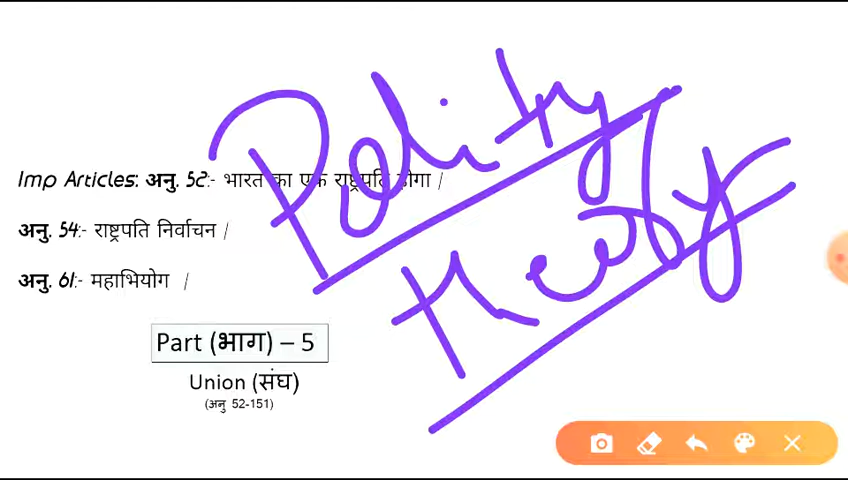 Imp Articles: अनु. 52:- भारत का एक राष्ट्रपति होगा /
अनु. 54:- राष्ट्रपति निर्वाचन /
अनु. 61:- महाभियोग /
Part (भाग) – 5
Union (संघ)
(अनु 52-151)
Polity